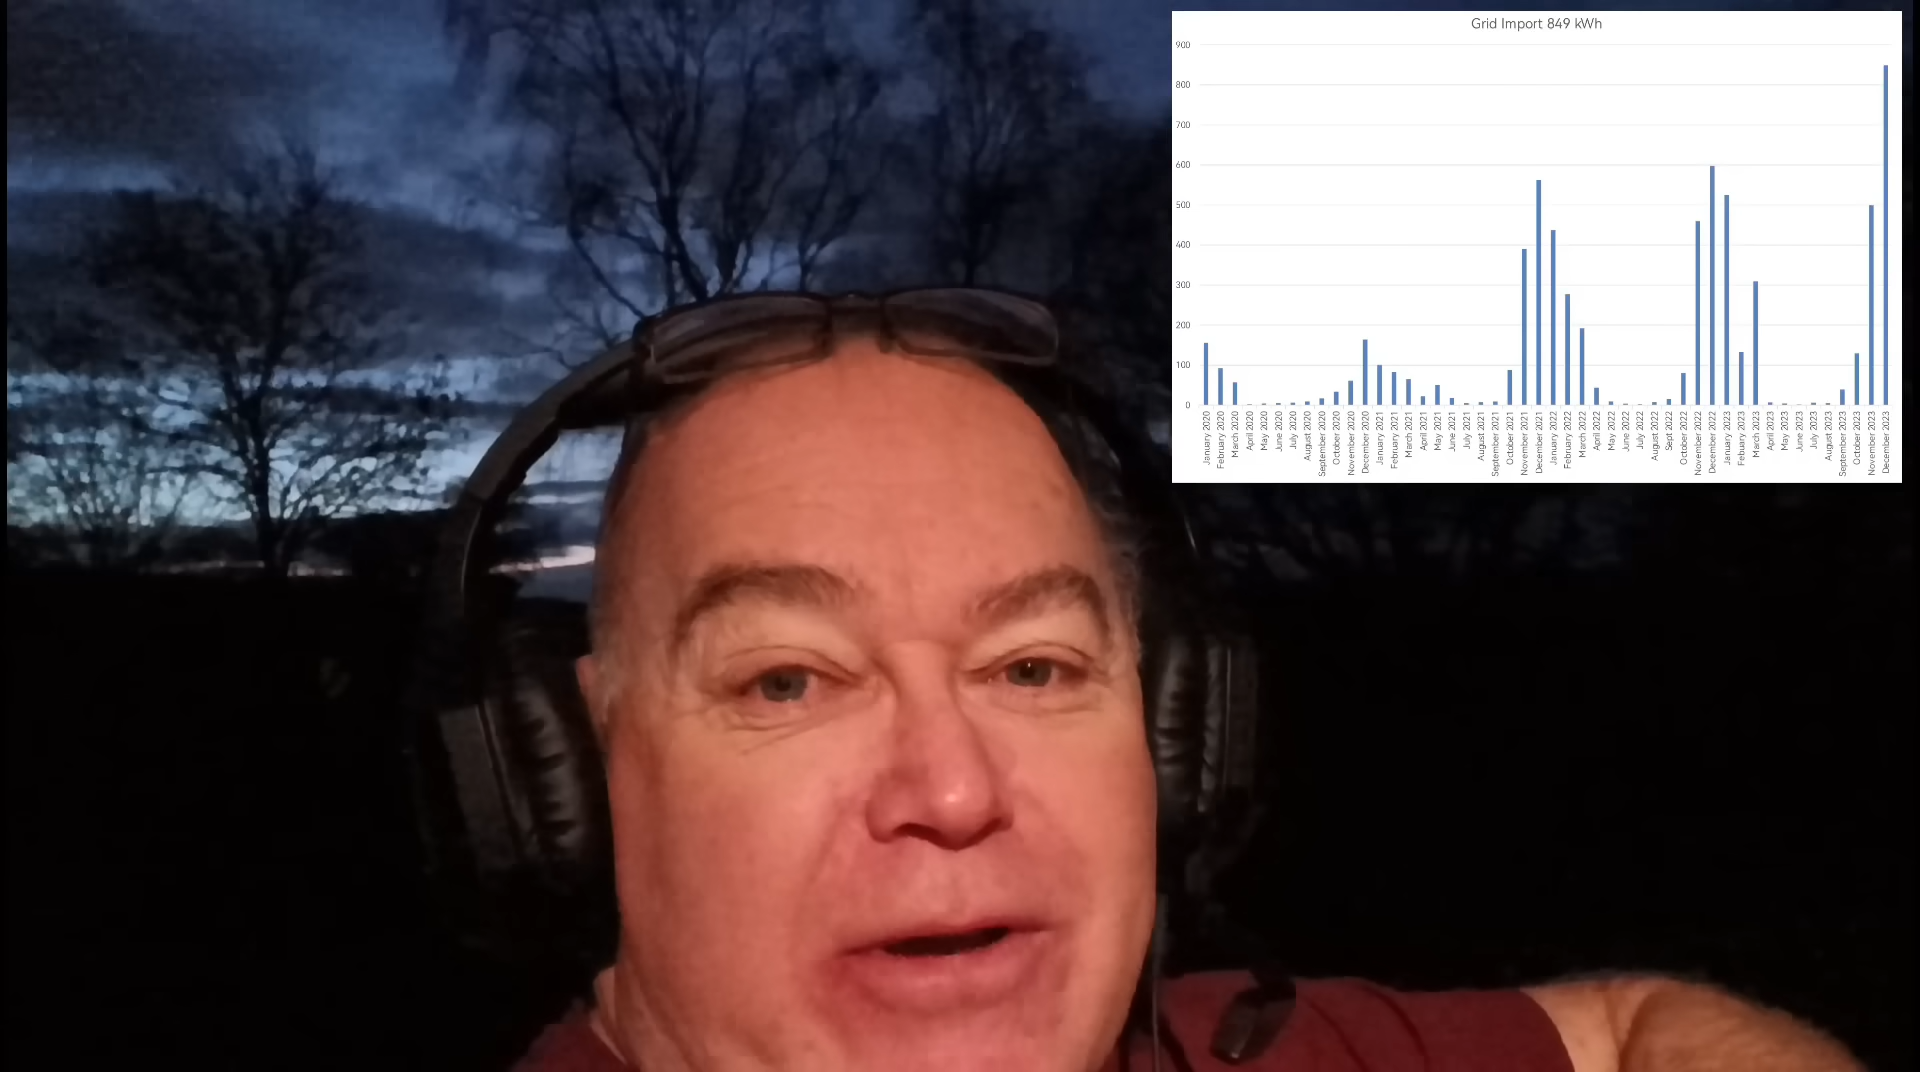 Grid Import 849 kWh
900
800
700
600
500
400
300
200
100
0
January 2020
February 2020
March 2020
April 2020
May 2020
June 2020
July 2020
August 2020
September 2020
October 2020
November 2020
December 2020
January 2021
February 2021
March 2021
April 2021
May 2021
June 2021
July 2021
August 2021
September 2021
October 2021
November 2021
December 2021
January 2022
February 2022
March 2022
April 2022
May 2022
June 2022
July 2022
August 2022
Sept 2022
October 2022
November 2022
December 2022
January 2023
February 2023
March 2023
April 2023
May 2023
June 2023
July 2023
August 2023
September 2023
October 2023
November 2023
December 2023